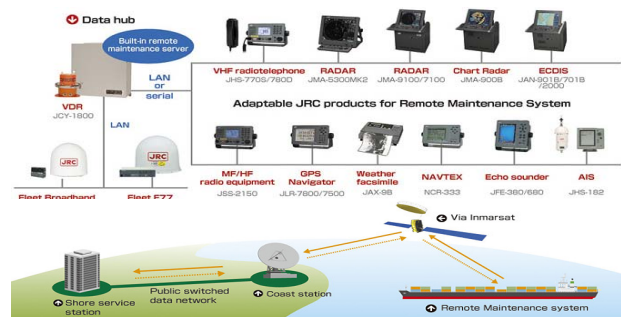 Data hub
Built-in remote
maintenance server
LAN
or
serial
VDR
JCY-1800
LAN
JRC
JRC
Fleet Broadband
Fleet F77
VHF radiotelephone
JHS-770S/780D
RADAR
JMA-5300MK2
RADAR
JMA-9100/7100
Chart Radar
JMA-900B
ECDIS
JAN-901B/701B
/2000
Adaptable JRC products for Remote Maintenance System
MF/HF
radio equipment
JSS-2150
GPS
Navigator
JLR-7800/7500
Weather
facsimile
JAX-9B
NAVTEX
NCR-333
Echo sounder
JFE-380/680
AIS
JHS-182
Via Inmarsat
Shore service
station
Public switched
data network
Coast station
Remote Maintenance system